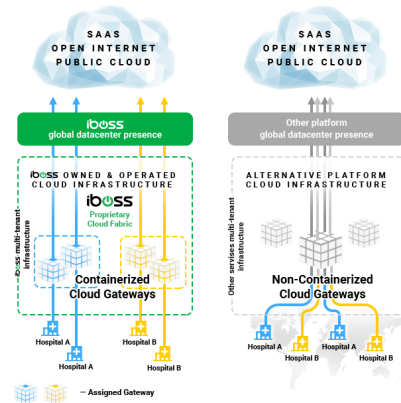 SAAS
OPEN INTERNET
PUBLIC CLOUD
iboss
global datacenter presence
iboss OWNED & OPERATED
CLOUD INFRASTRUCTURE
iboss
Proprietary
Cloud Fabric
iboss multi-tenant
infrastructure
Containerized
Cloud Gateways
Hospital A
Hospital A
Hospital B
Hospital B
— Assigned Gateway
SAAS
OPEN INTERNET
PUBLIC CLOUD
Other platform
global datacenter presence
ALTERNATIVE PLATFORM
CLOUD INFRASTRUCTURE
Other servises multi-tenant
infrastructure
Non-Containerized
Cloud Gateways
Hospital A
Hospital B
Hospital A
Hospital B